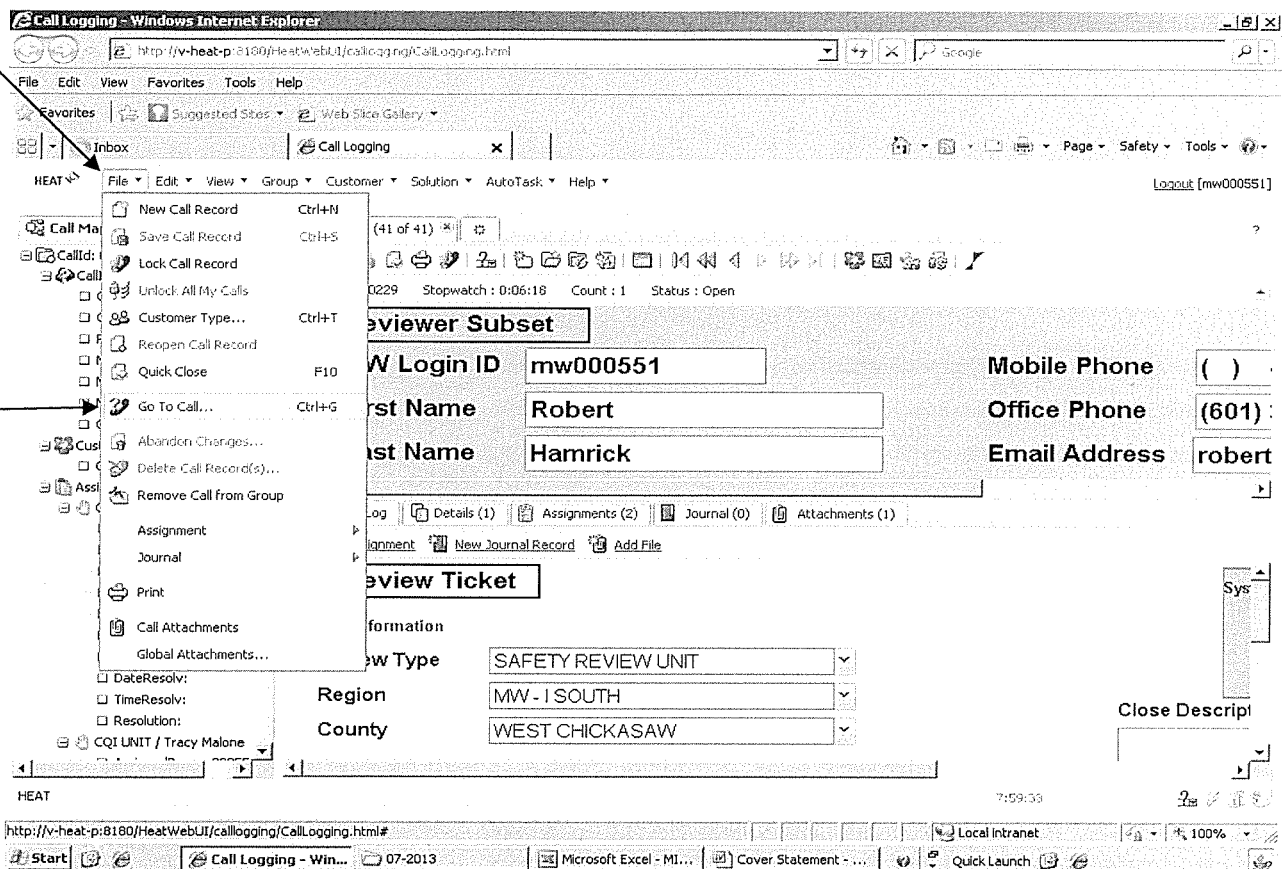 Call Logging - Windows Internet Explorer
http://v-heat-p:8180/HeatWebUI/calllogging/CallLogging.html
Google
File Edit View Favorites Tools Help
Favorites Suggested Sites Web Slice Gallery
Inbox Call Logging Page Safety Tools
HEAT File Edit View Group Customer Solution AutoTask Help Logout [mw000551]
New Call Record Ctrl+N
Call Ma (41 of 41) ?
Save Call Record Ctrl+S
CallId:
Lock Call Record
Call
Unlock All My Calls
0229 Stopwatch : 0:06:18 Count : 1 Status : Open
Customer Type... Ctrl+T
eviewer Subset
Reopen Call Record
Quick Close F10
W Login ID mw000551 Mobile Phone ( )
Go To Call... Ctrl+G
rst Name Robert Office Phone (601)
Cus
Abandon Changes...
ast Name Hamrick Email Address robert
Delete Call Record(s)...
Assi
Remove Call from Group
og Details (1) Assignments (2) Journal (0) Attachments (1)
Assignment
ignment New Journal Record Add File
Journal
eview Ticket
Sys
Print
Call Attachments
formation
Global Attachments...
ew Type SAFETY REVIEW UNIT
DateResolv:
TimeResolv:
Region MW - I SOUTH
Resolution:
Close Descript
County WEST CHICKASAW
CQI UNIT / Tracy Malone
HEAT 7:59:33
http://v-heat-p:8180/HeatWebUI/calllogging/CallLogging.html#
Local intranet 100%
Start Call Logging - Win... 07-2013 Microsoft Excel - MI... Cover Statement - ... Quick Launch